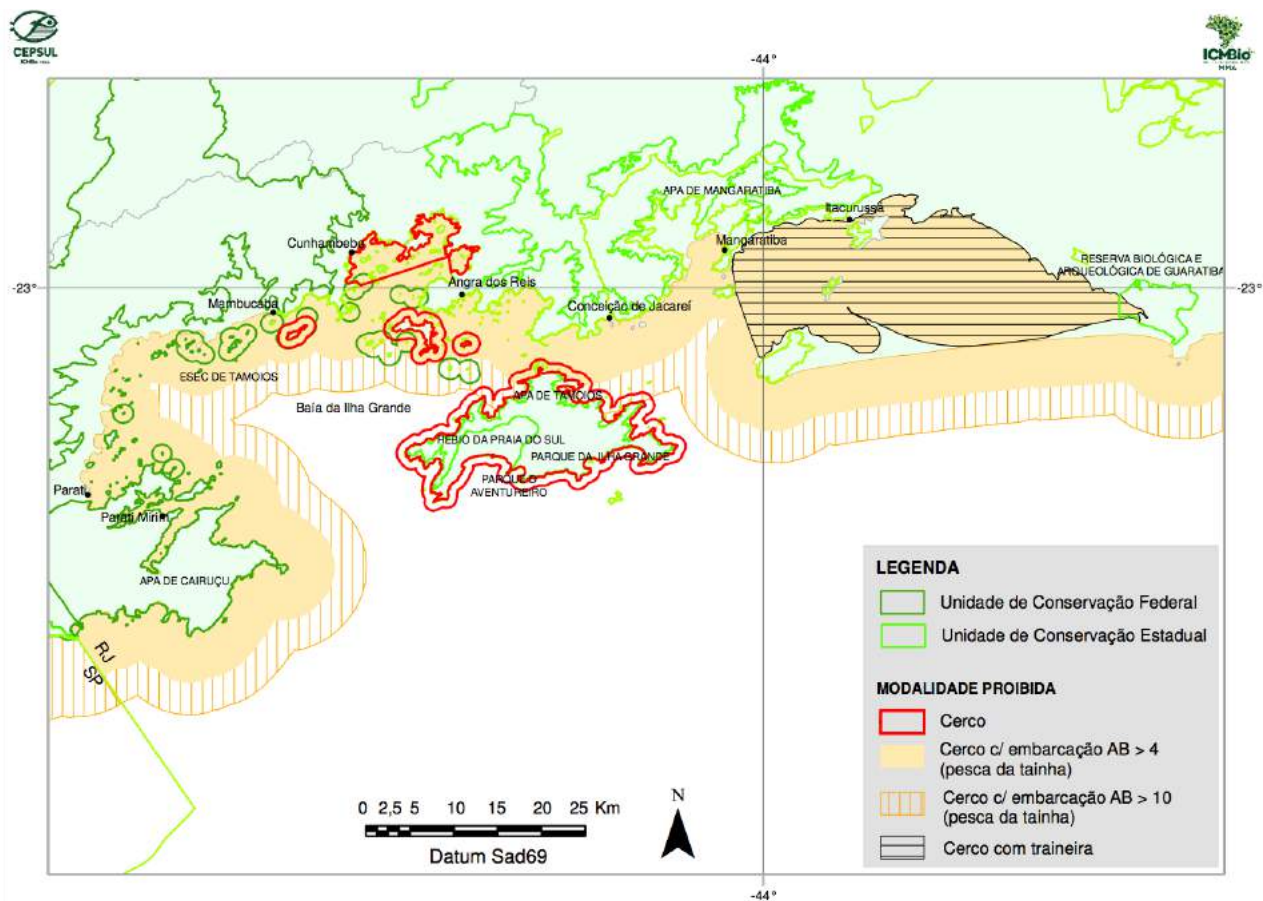 CEPSUL
ICMBio MMA
ICMBio
MMA
-44°
APA DE MANGARATIBA
Itacurussa
Cunhambebe
Mangaratiba
RESERVA BIOLÓGICA E
ARQUEOLÓGICA DE GUARATIBA
-23°
Angra dos Reis
-23°
Mambucaba
Conceição de Jacareí
ESEC DE TAMOIOS
Baía da Ilha Grande
APA DE TAMOIOS
REBIO DA PRAIA DO SUL
PARQUE DA ILHA GRANDE
PARQUE O
AVENTUREIRO
Parati
Parati Mirim
APA DE CAIRUÇU
RJ
SP
LEGENDA
Unidade de Conservação Federal
Unidade de Conservação Estadual
MODALIDADE PROIBIDA
Cerco
Cerco c/ embarcação AB > 4
(pesca da tainha)
Cerco c/ embarcação AB > 10
(pesca da tainha)
Cerco com traineira
0 2,5 5 10 15 20 25 Km
N
Datum Sad69
-44°